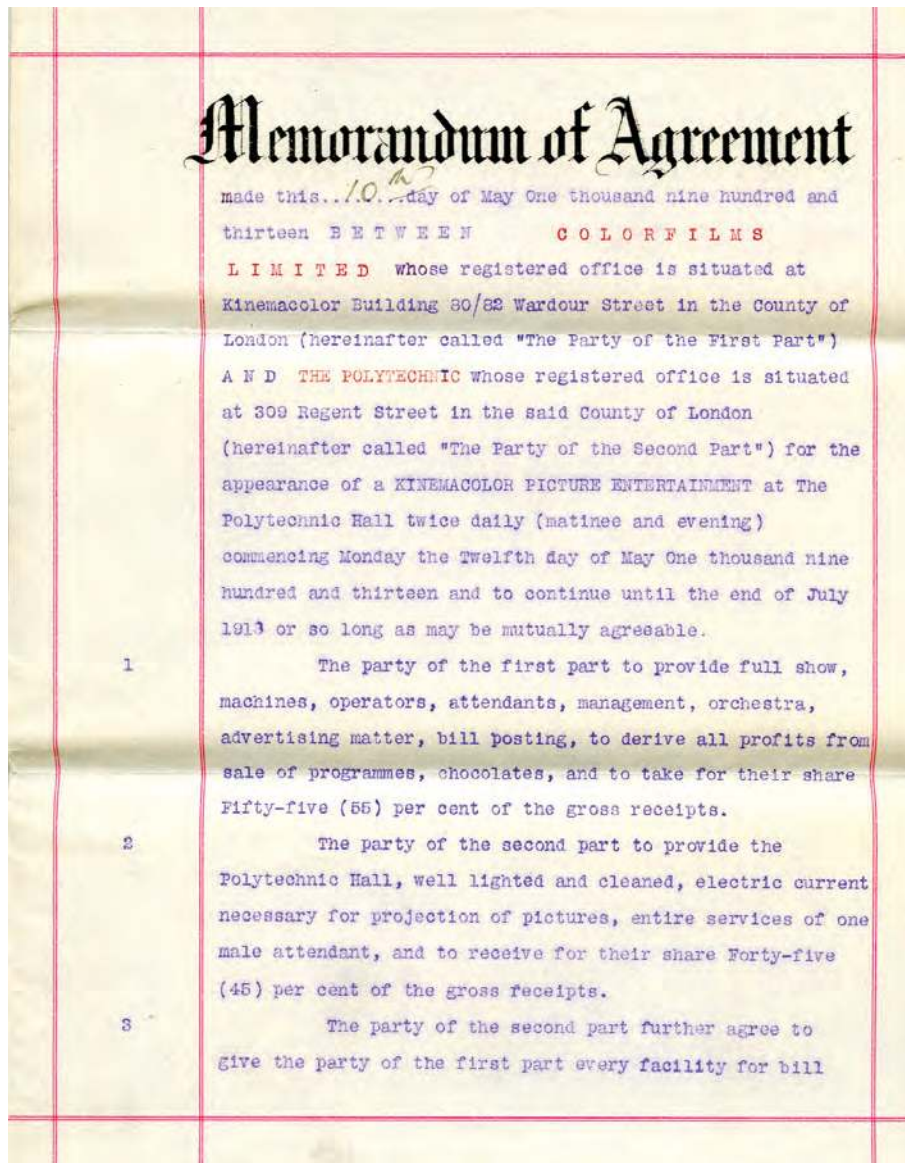 Memorandum of Agreement
made this..10th..day of May One thousand nine hundred and
thirteen B E T W E E N C O L O R F I L M S
L I M I T E D whose registered office is situated at
Kinemacolor Building 80/82 Wardour Street in the County of
London (hereinafter called "The Party of the First Part")
A N D THE POLYTECHNIC whose registered office is situated
at 309 Regent Street in the said County of London
(hereinafter called "The Party of the Second Part") for the
appearance of a KINEMACOLOR PICTURE ENTERTAINMENT at The
Polytechnic Hall twice daily (matinee and evening)
commencing Monday the Twelfth day of May One thousand nine
hundred and thirteen and to continue until the end of July
1913 or so long as may be mutually agreeable.
1 The party of the first part to provide full show,
machines, operators, attendants, management, orchestra,
advertising matter, bill posting, to derive all profits from
sale of programmes, chocolates, and to take for their share
Fifty-five (55) per cent of the gross receipts.
2 The party of the second part to provide the
Polytechnic Hall, well lighted and cleaned, electric current
necessary for projection of pictures, entire services of one
male attendant, and to receive for their share Forty-five
(45) per cent of the gross receipts.
3 The party of the second part further agree to
give the party of the first part every facility for bill